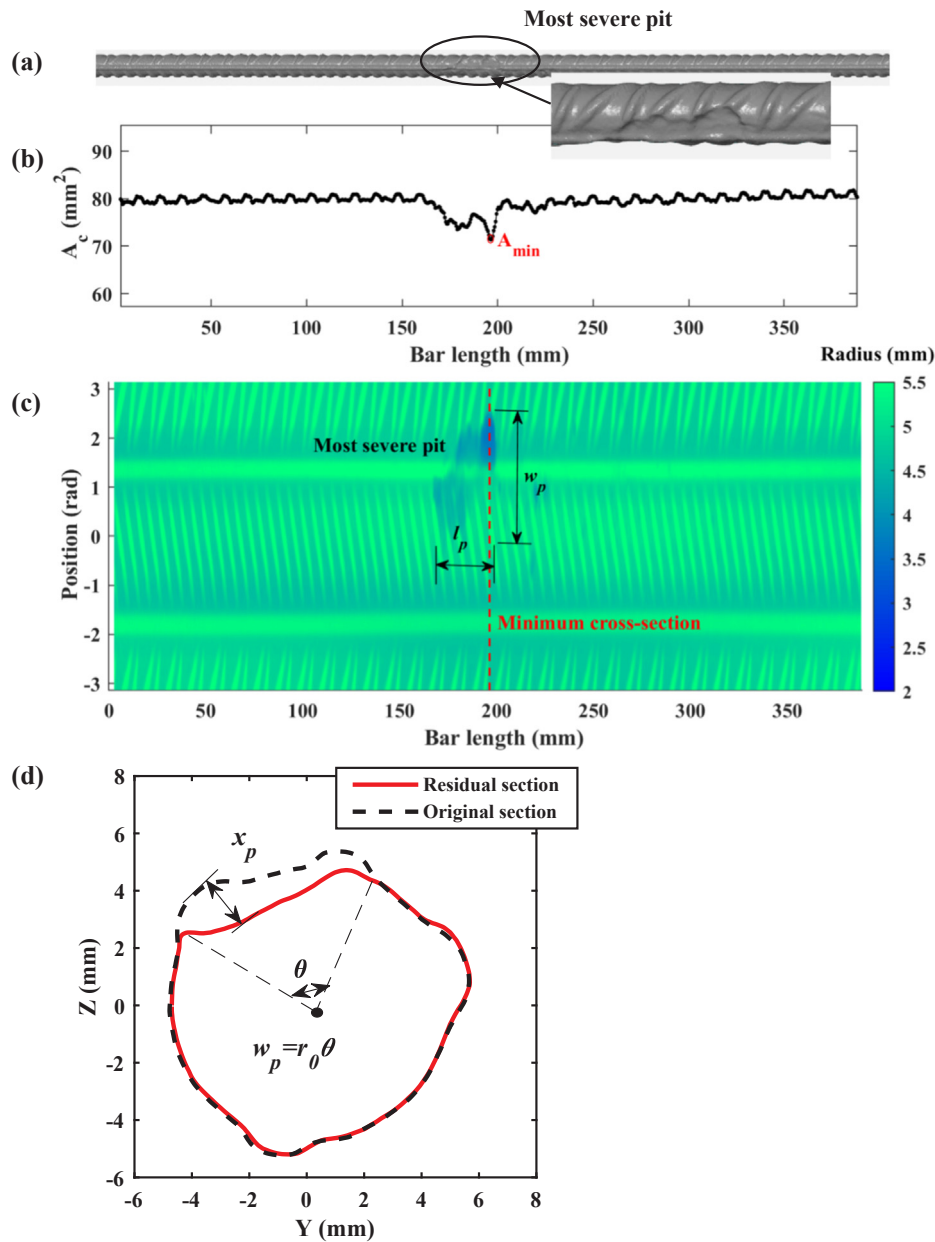 Most severe pit
(a)
(b)
90
80
70
60
A_c (mm²)
A_min
50 100 150 200 250 300 350
Bar length (mm)
Radius (mm)
(c)
3
2
1
0
-1
-2
-3
Position (rad)
Most severe pit
w_p
l_p
Minimum cross-section
5.5
5
4.5
4
3.5
3
2.5
2
0 50 100 150 200 250 300 350
Bar length (mm)
(d)
8
6
4
2
0
-2
-4
-6
Z (mm)
Residual section
Original section
x_p
θ
w_p=r_0θ
-6 -4 -2 0 2 4 6 8
Y (mm)